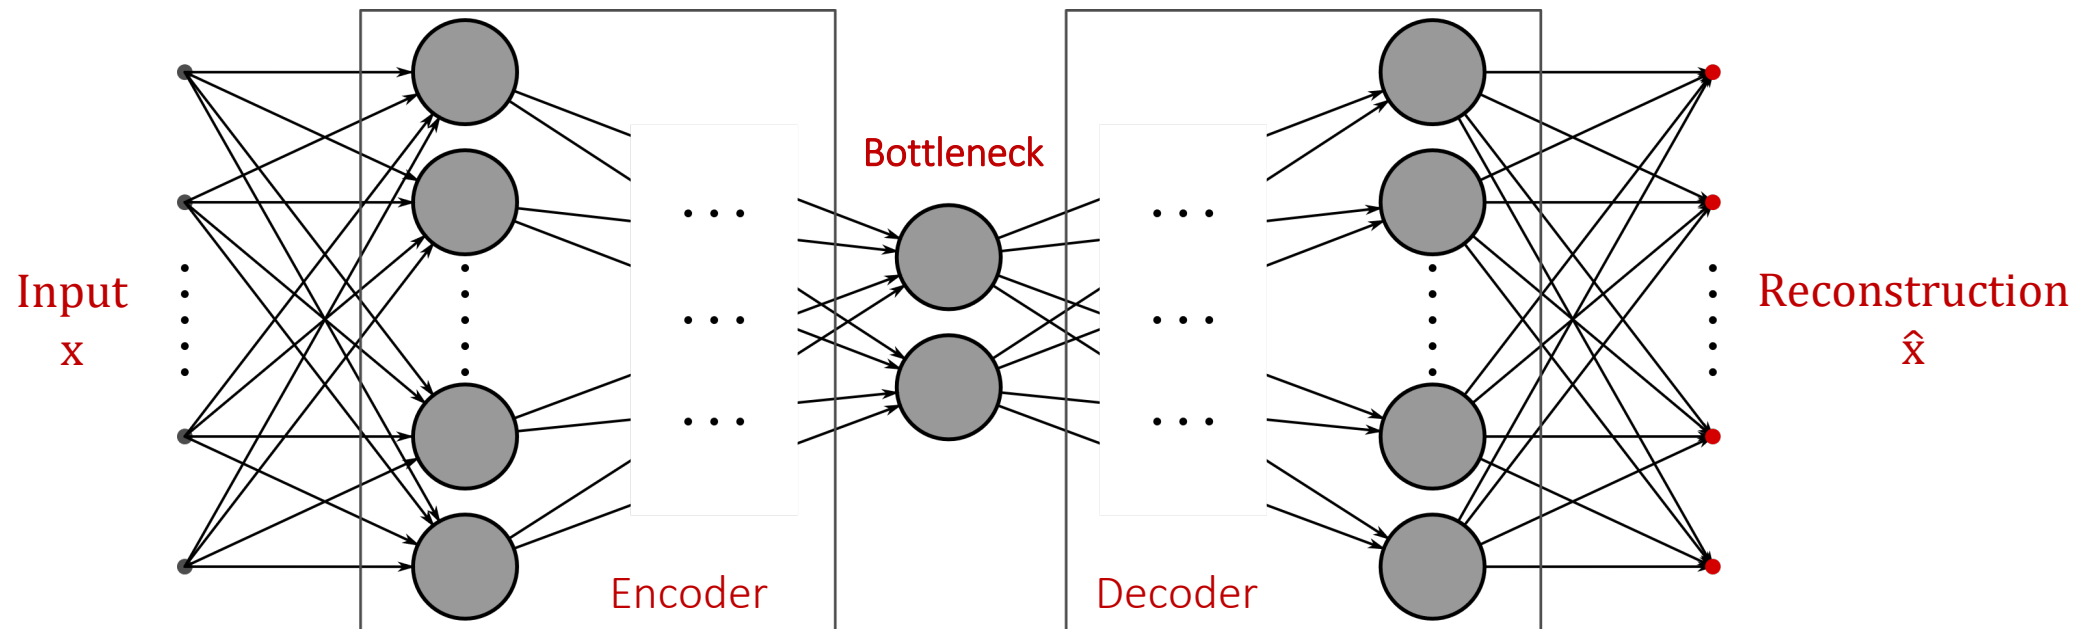 Bottleneck
Input
x
Reconstruction
x̂
Encoder
Decoder